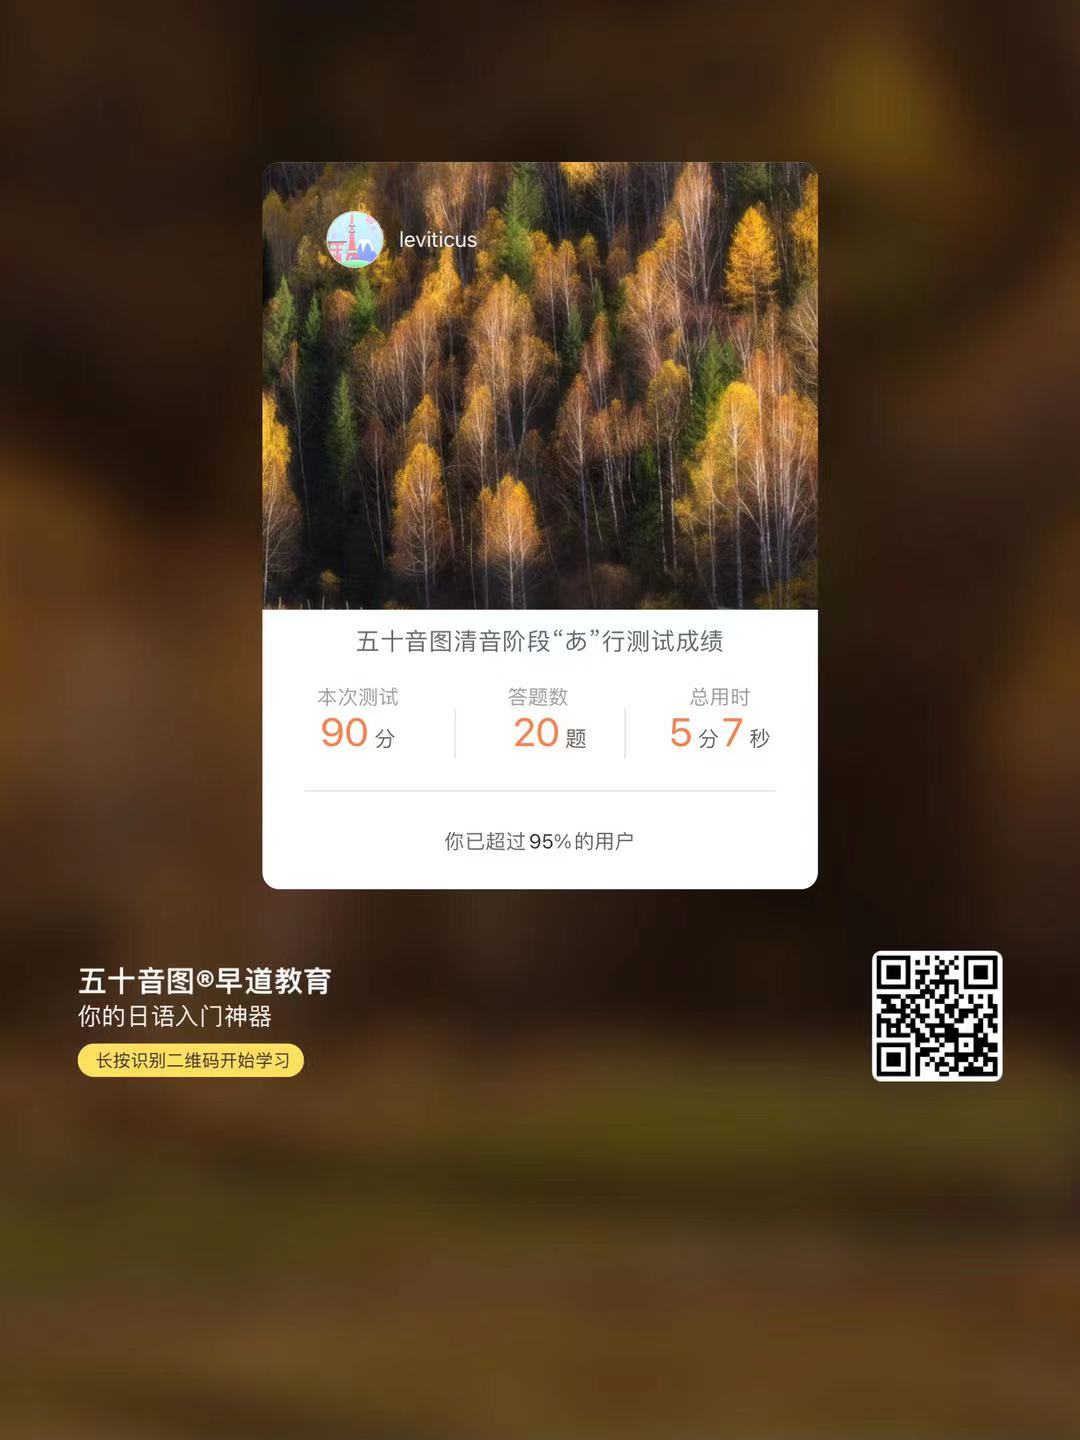 leviticus
五十音图清音阶段“あ”行测试成绩
本次测试 答题数 总用时
90 分 20 题 5 分 7 秒
你已超过95%的用户
五十音图®早道教育
你的日语入门神器
长按识别二维码开始学习